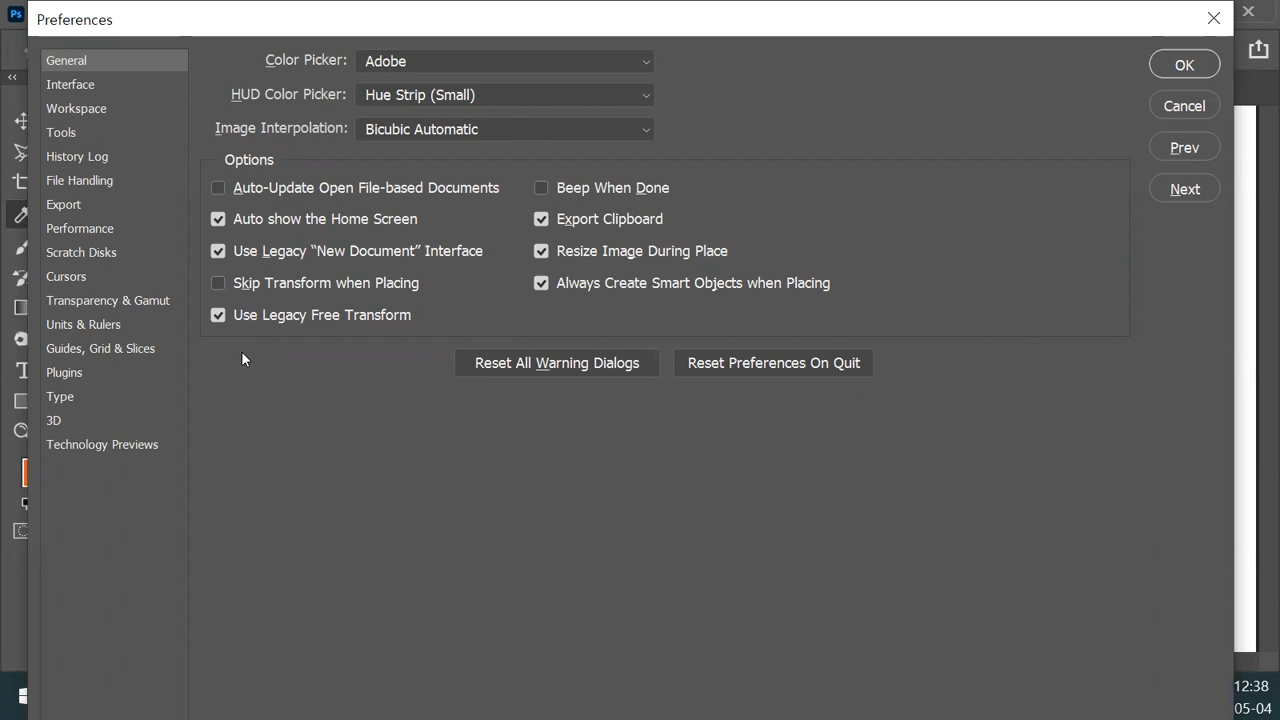 Ps
Preferences
General
Interface
Workspace
Tools
History Log
File Handling
Export
Performance
Scratch Disks
Cursors
Transparency & Gamut
Units & Rulers
Guides, Grid & Slices
Plugins
Type
3D
Technology Previews
Color Picker: Adobe
HUD Color Picker: Hue Strip (Small)
Image Interpolation: Bicubic Automatic
Options
Auto-Update Open File-based Documents
Beep When Done
Auto show the Home Screen
Export Clipboard
Use Legacy “New Document” Interface
Resize Image During Place
Skip Transform when Placing
Always Create Smart Objects when Placing
Use Legacy Free Transform
Reset All Warning Dialogs
Reset Preferences On Quit
OK
Cancel
Prev
Next
12:38
05-04